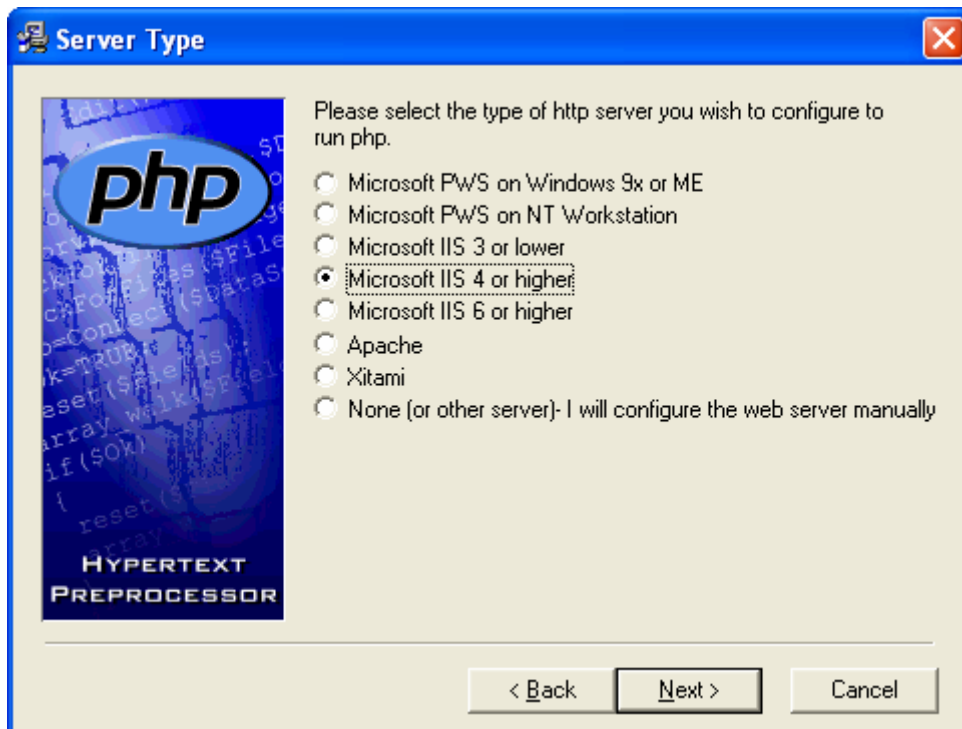 Server Type
Please select the type of http server you wish to configure to
run php.
Microsoft PWS on Windows 9x or ME
Microsoft PWS on NT Workstation
Microsoft IIS 3 or lower
Microsoft IIS 4 or higher
Microsoft IIS 6 or higher
Apache
Xitami
None (or other server)- I will configure the web server manually
php
HYPERTEXT
PREPROCESSOR
< Back
Next >
Cancel